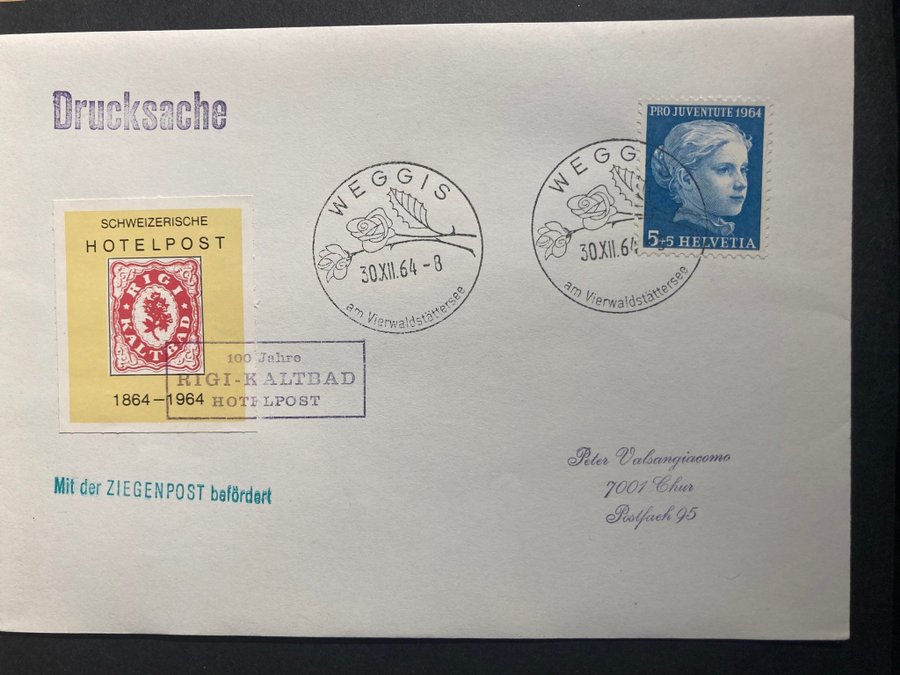 Drucksache
SCHWEIZERISCHE
HOTELPOST
RIGI
KALTBAD
1864-1964
100 Jahre
RIGI-KALTBAD
HOTELPOST
Mit der ZIEGENPOST befördert
WEGGIS
30.XII.64-8
am Vierwaldstättersee
WEGG
30.XII.64-8
am Vierwaldstättersee
PRO JUVENTUTE 1964
5+5 HELVETIA
Peter Valsangiacomo
7001 Chur
Postfach 95